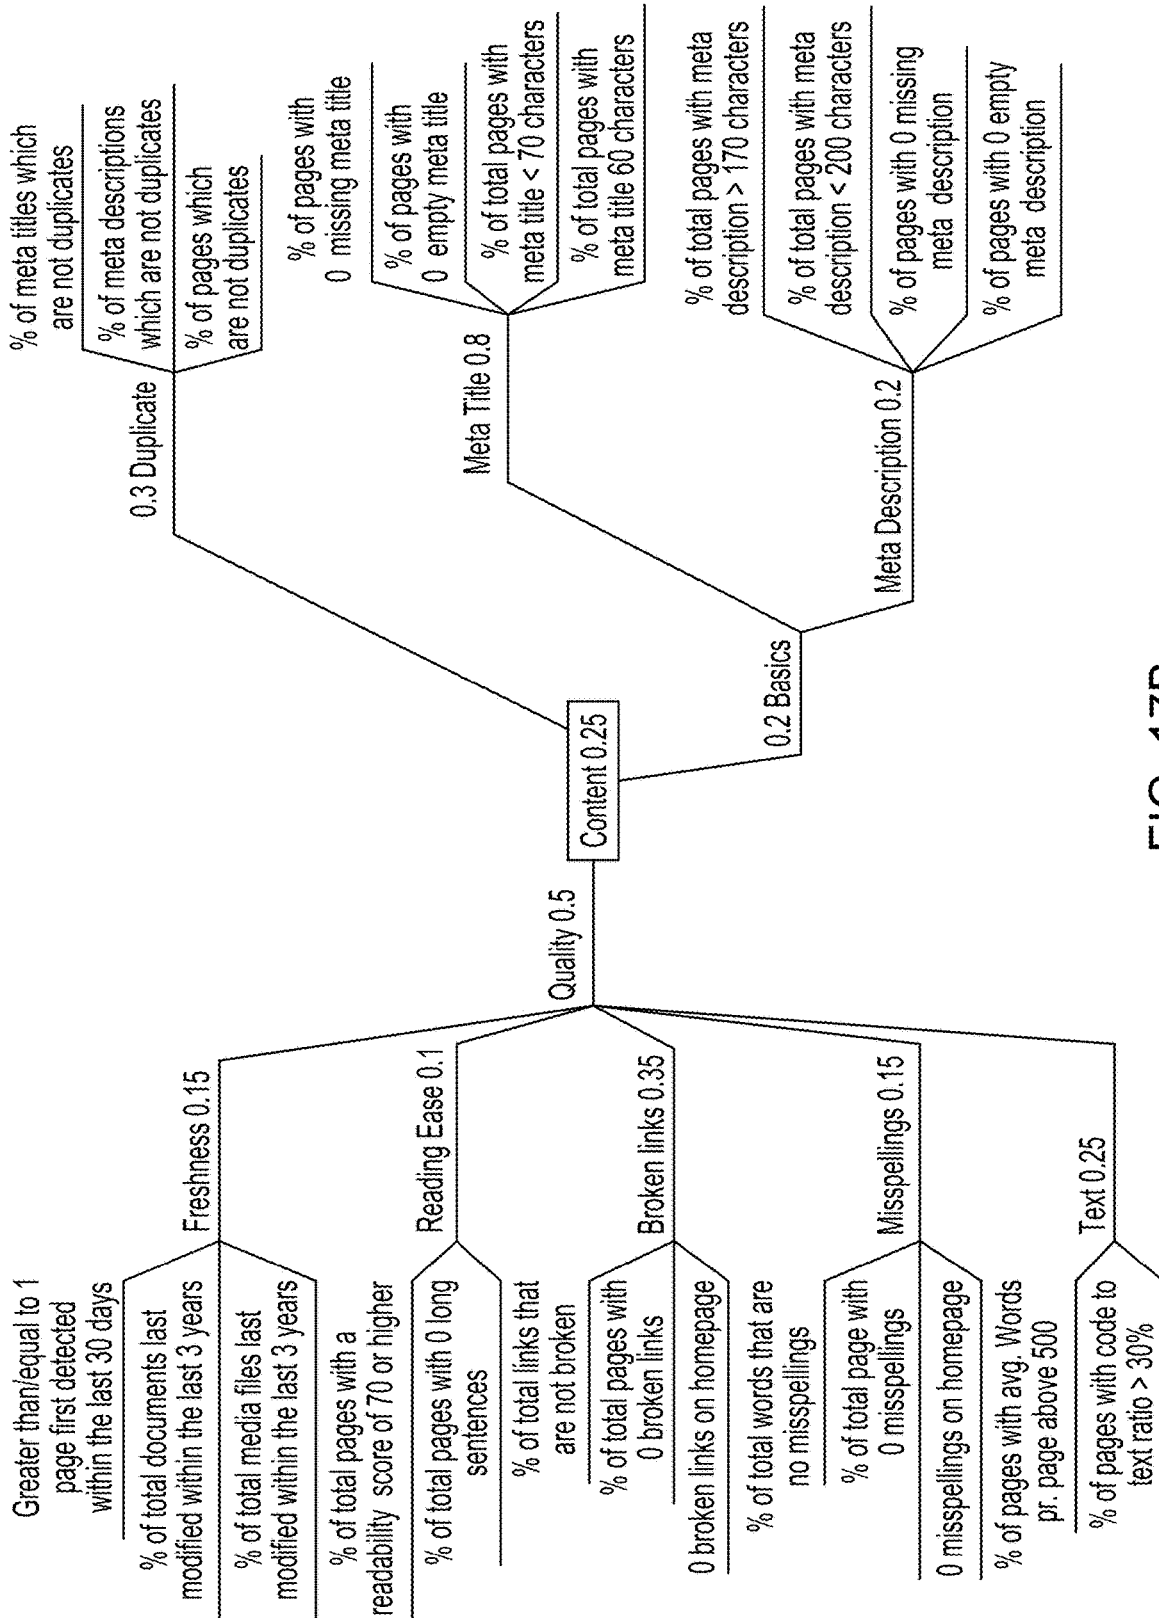 Greater than/equal to 1
page first detected
within the last 30 days
% of total documents last
modified within the last 3 years
% of total media files last
modified within the last 3 years
Freshness 0.15
% of total pages with a
readability score of 70 or higher
% of total pages with 0 long
sentences
Reading Ease 0.1
% of total links that
are not broken
% of total pages with
0 broken links
0 broken links on homepage
Broken links 0.35
% of total words that are
no misspellings
% of total page with
0 misspellings
0 misspellings on homepage
Misspellings 0.15
% of pages with avg. Words
pr. page above 500
% of pages with code to
text ratio > 30%
Text 0.25
Quality 0.5
Content 0.25
0.3 Duplicate
% of meta titles which
are not duplicates
% of meta descriptions
which are not duplicates
% of pages which
are not duplicates
0.2 Basics
Meta Title 0.8
% of pages with
0 missing meta title
% of pages with
0 empty meta title
% of total pages with
meta title < 70 characters
% of total pages with
meta title 60 characters
Meta Description 0.2
% of total pages with meta
description > 170 characters
% of total pages with meta
description < 200 characters
% of pages with 0 missing
meta description
% of pages with 0 empty
meta description